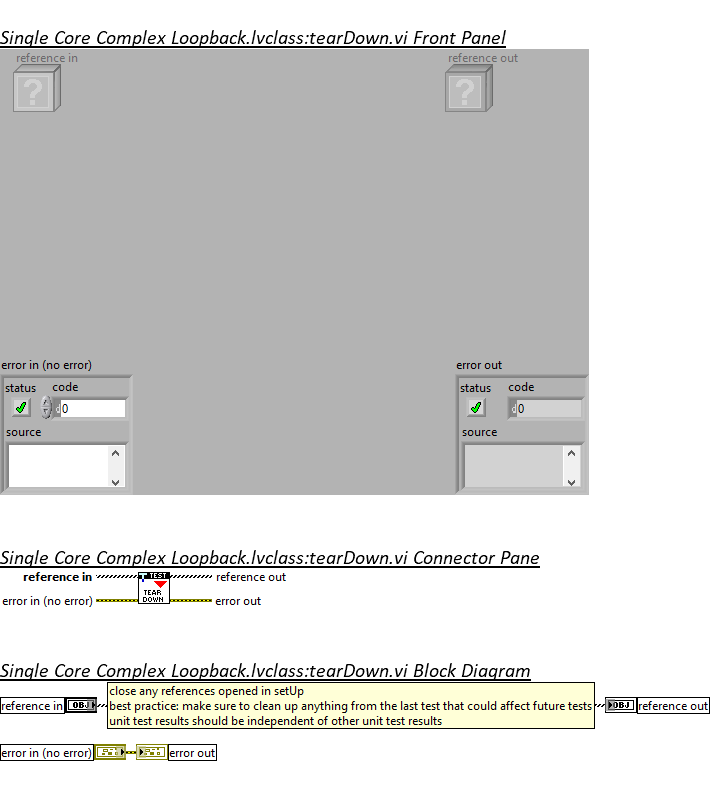 Single Core Complex Loopback.lvclass:tearDown.vi Front Panel
reference in
reference out
?
?
error in (no error)
error out
status code
status code
d 0
d 0
source
source
Single Core Complex Loopback.lvclass:tearDown.vi Connector Pane
reference in
TEST
reference out
TEAR
DOWN
error in (no error)
error out
Single Core Complex Loopback.lvclass:tearDown.vi Block Diagram
close any references opened in setUp
reference in
OBJ
best practice: make sure to clean up anything from the last test that could affect future tests
OBJ
reference out
unit test results should be independent of other unit test results
error in (no error)
error out